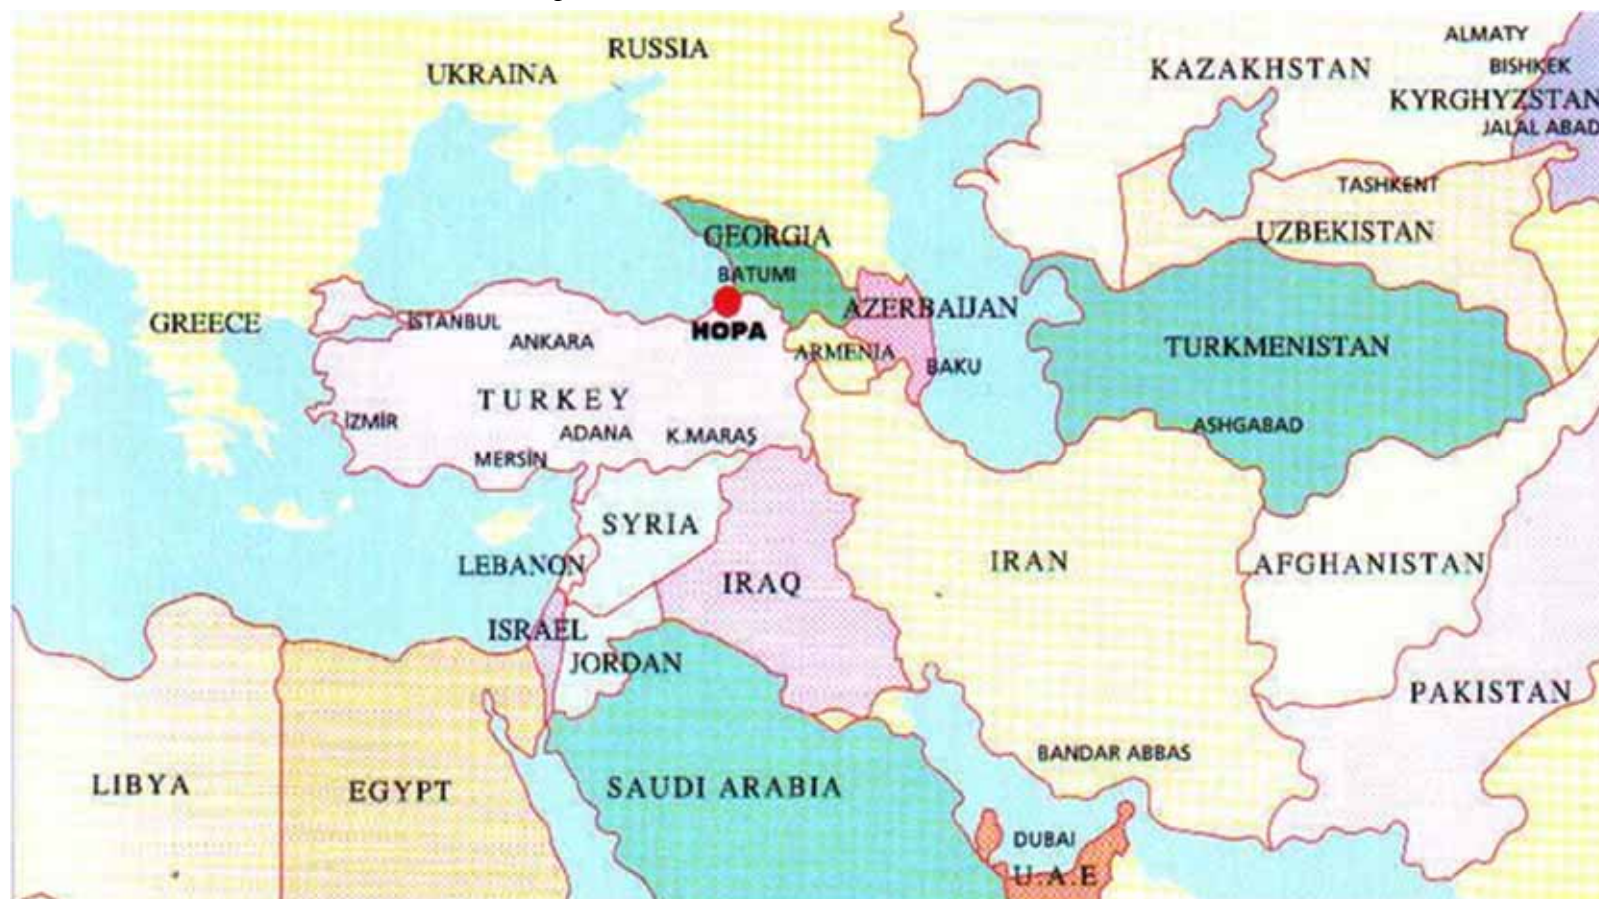 RUSSIA
UKRAINA
KAZAKHSTAN
ALMATY
BISHKEK
KYRGHYZSTAN
JALAL ABAD
TASHKENT
UZBEKISTAN
GEORGIA
BATUMI
HOPA
AZERBAIJAN
ARMENIA
BAKU
GREECE
İSTANBUL
ANKARA
TURKEY
İZMİR
ADANA
K.MARAŞ
MERSİN
TURKMENISTAN
ASHGABAD
SYRIA
LEBANON
IRAQ
IRAN
AFGHANISTAN
ISRAEL
JORDAN
PAKISTAN
LIBYA
EGYPT
SAUDI ARABIA
BANDAR ABBAS
DUBAI
U.A.E